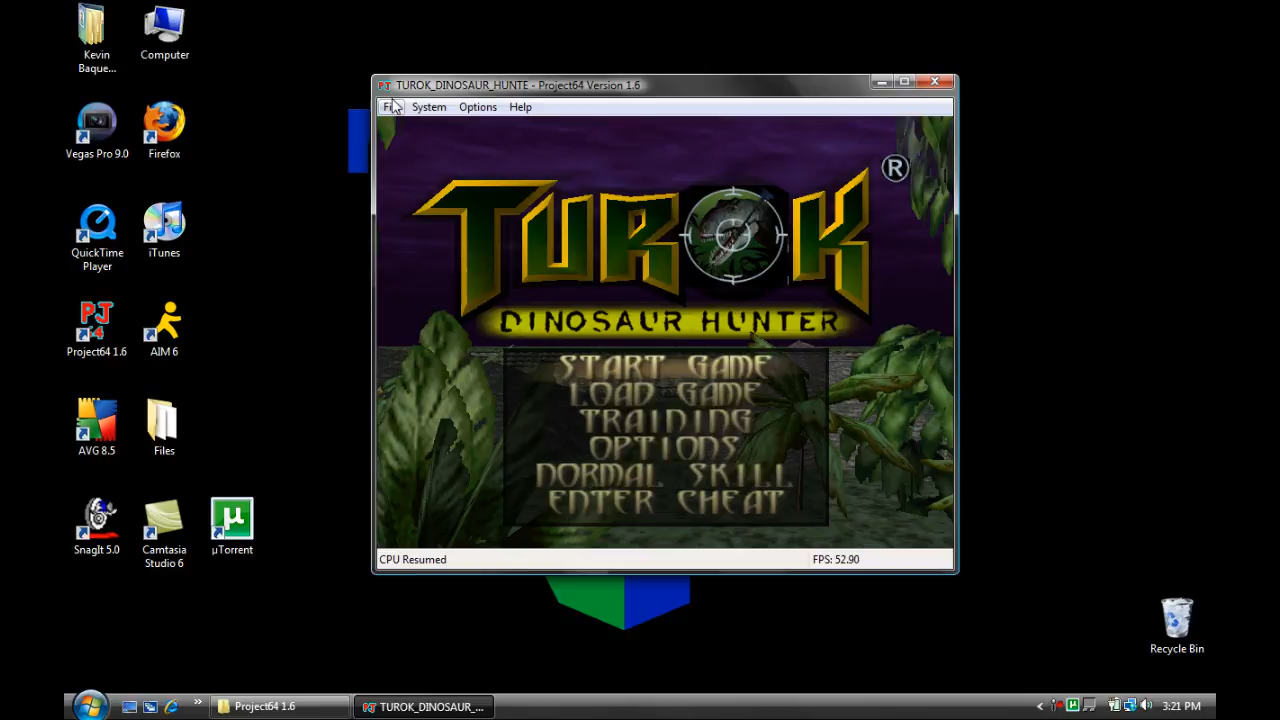 Kevin
Baque...
Computer
Vegas Pro 9.0
Firefox
QuickTime
Player
iTunes
Project64 1.6
AIM 6
AVG 8.5
Files
SnagIt 5.0
Camtasia
Studio 6
µTorrent
TUROK_DINOSAUR_HUNTE - Project64 Version 1.6
System Options Help
TUROK ®
DINOSAUR HUNTER
START GAME
LOAD GAME
TRAINING
OPTIONS
NORMAL SKILL
ENTER CHEAT
CPU Resumed FPS: 52.90
Recycle Bin
Project64 1.6
TUROK_DINOSAUR_...
3:21 PM